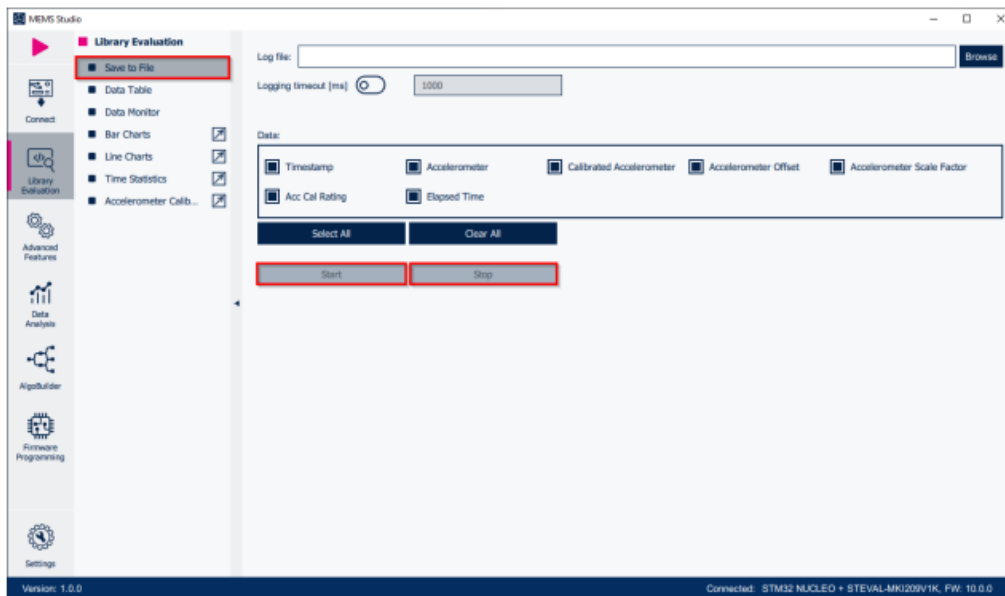 MEMS Studio
Connect
Library
Evaluation
Advanced
Features
Data
Analysis
AlgoBuilder
Firmware
Programming
Settings
Library Evaluation
Save to File
Data Table
Data Monitor
Bar Charts
Line Charts
Time Statistics
Accelerometer Calib...
Log file:
Browse
Logging timeout [ms]
1000
Data:
Timestamp
Accelerometer
Calibrated Accelerometer
Accelerometer Offset
Accelerometer Scale Factor
Acc Cal Rating
Elapsed Time
Select All
Clear All
Start
Stop
Version: 1.0.0
Connected: STM32 NUCLEO + STEVAL-MKI209V1K, FW: 10.0.0